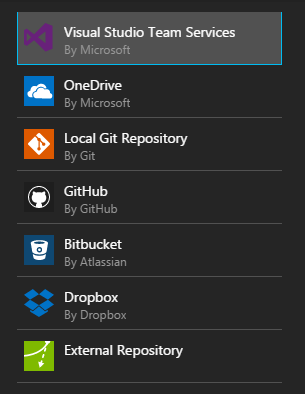 Visual Studio Team Services
By Microsoft
OneDrive
By Microsoft
Local Git Repository
By Git
GitHub
By GitHub
Bitbucket
By Atlassian
Dropbox
By Dropbox
External Repository